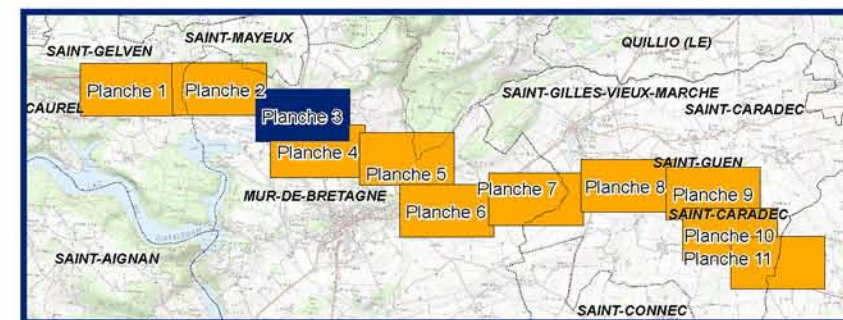 SAINT-GELVEN
SAINT-MAYEUX
QUILLIO (LE)
Planche 1
Planche 2
SAINT-GILLES-VIEUX-MARCHE
CAUREL
Planche 3
SAINT-CARADEC
Planche 4
Planche 5
SAINT-GUEN
Planche 7
Planche 8
Planche 9
MUR-DE-BRETAGNE
Planche 6
SAINT-CARADEC
Planche 10
SAINT-AIGNAN
Planche 11
SAINT-CONNEC